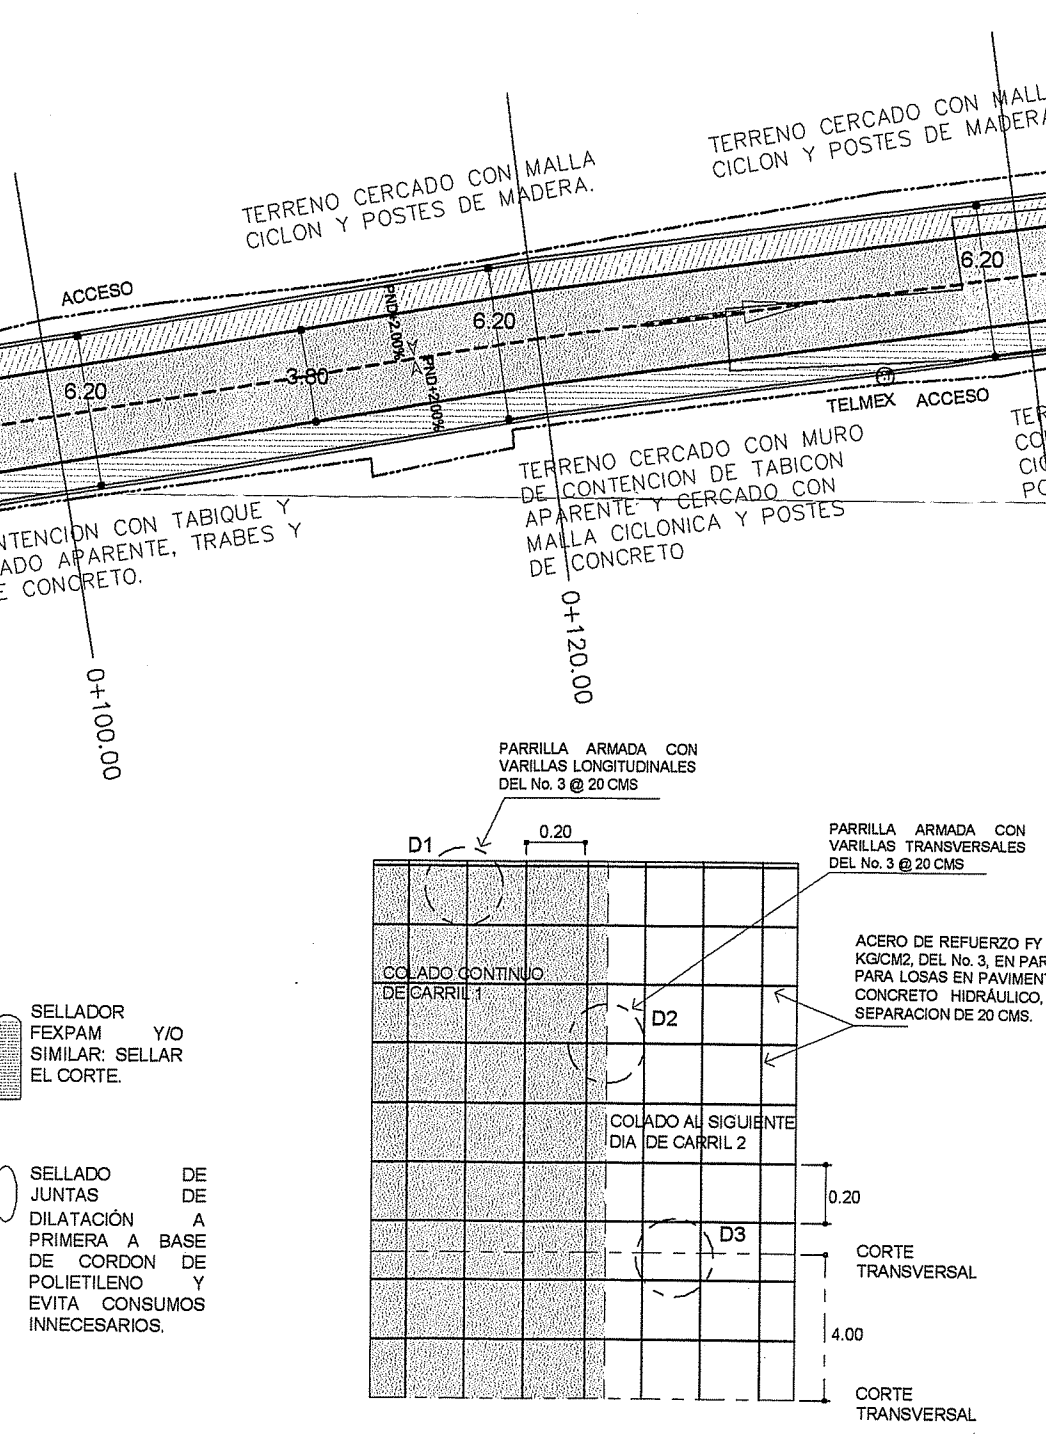 TERRENO CERCADO CON MALLA
CICLON Y POSTES DE MADERA.
TERRENO CERCADO CON MALL
CICLON Y POSTES DE MADERA
ACCESO
6.20
3.80
PND-2.00%
PND+2.00%
6.20
6.20
TELMEX ACCESO
TERRENO CERCADO CON MURO
DE CONTENCION DE TABICON
APARENTE Y CERCADO CON
MALLA CICLONICA Y POSTES
DE CONCRETO
TER
CO
CIC
PO
NTENCION CON TABIQUE Y
ADO APARENTE, TRABES Y
E CONCRETO.
0+100.00
0+120.00
PARRILLA ARMADA CON
VARILLAS LONGITUDINALES
DEL No. 3 @ 20 CMS
D1
0.20
PARRILLA ARMADA CON
VARILLAS TRANSVERSALES
DEL No. 3 @ 20 CMS
ACERO DE REFUERZO FY
KG/CM2, DEL No. 3, EN PAR
PARA LOSAS EN PAVIMENT
CONCRETO HIDRÁULICO,
SEPARACION DE 20 CMS.
COLADO CONTINUO
DE CARRIL 1
D2
COLADO AL SIGUIENTE
DIA DE CARRIL 2
0.20
D3
CORTE
TRANSVERSAL
4.00
CORTE
TRANSVERSAL
SELLADOR
FEXPAM Y/O
SIMILAR: SELLAR
EL CORTE.
SELLADO DE
JUNTAS DE
DILATACIÓN A
PRIMERA A BASE
DE CORDON DE
POLIETILENO Y
EVITA CONSUMOS
INNECESARIOS.